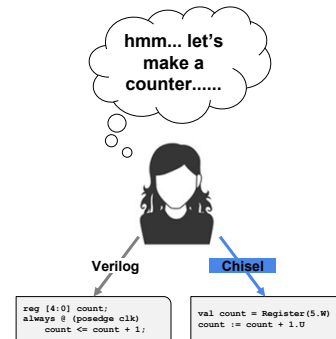 hmm... let's
make a
counter......
Verilog
Chisel
reg [4:0] count;
always @ (posedge clk)
count <= count + 1;
val count = Register(5.W)
count := count + 1.U